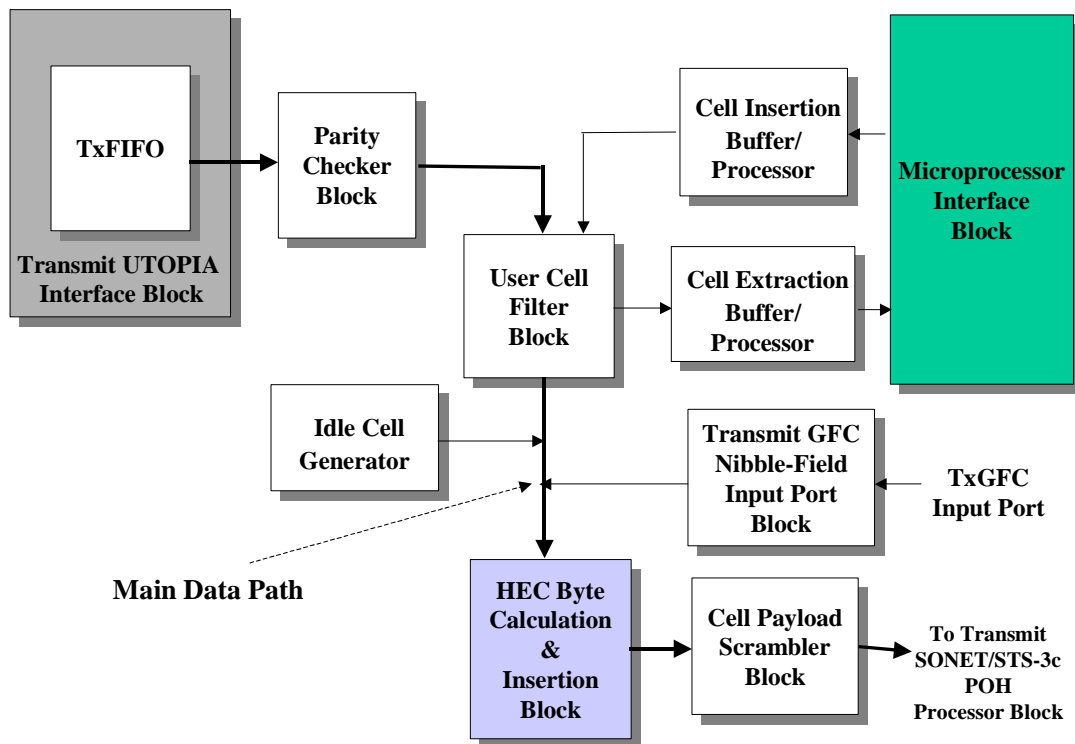 TxFIFO
Transmit UTOPIA
Interface Block
Parity
Checker
Block
Cell Insertion
Buffer/
Processor
Microprocessor
Interface
Block
User Cell
Filter
Block
Cell Extraction
Buffer/
Processor
Idle Cell
Generator
Transmit GFC
Nibble-Field
Input Port
Block
TxGFC
Input Port
Main Data Path
HEC Byte
Calculation
&
Insertion
Block
Cell Payload
Scrambler
Block
To Transmit
SONET/STS-3c
POH
Processor Block